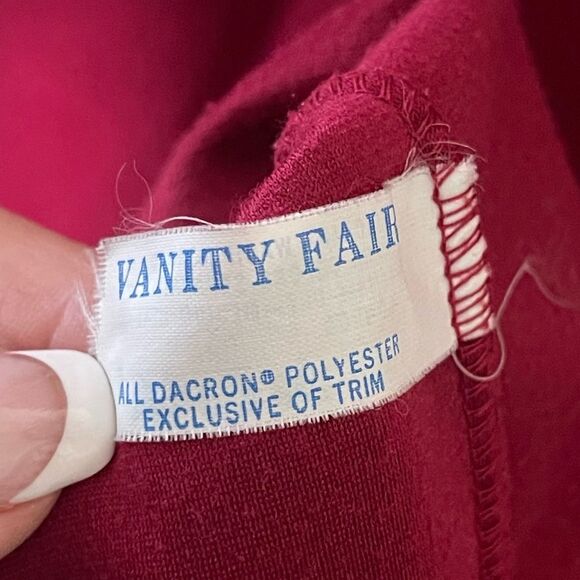 VANITY FAIR
ALL DACRON® POLYESTER
EXCLUSIVE OF TRIM